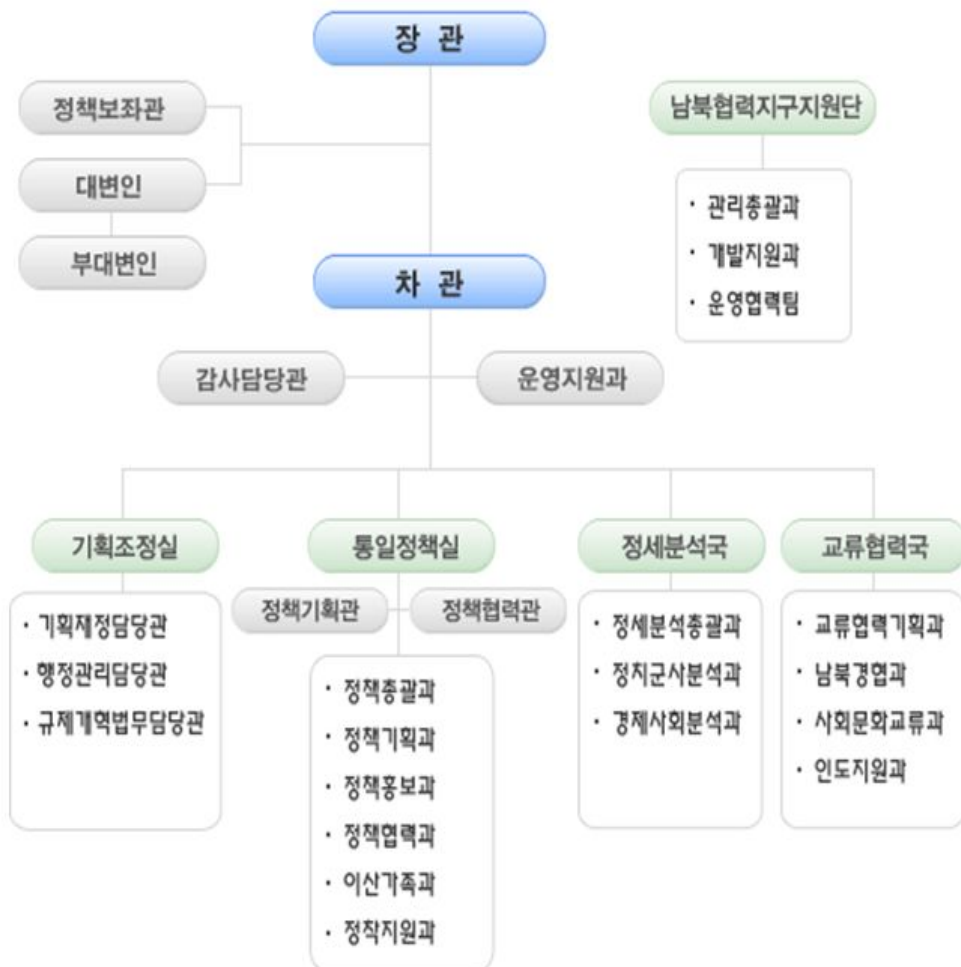 장 관
정책보좌관
대변인
부대변인
남북협력지구지원단
· 관리총괄과
· 개발지원과
· 운영협력팀
차 관
감사담당관
운영지원과
기획조정실
· 기획재정담당관
· 행정관리담당관
· 규제개혁법무담당관
통일정책실
정책기획관
정책협력관
· 정책총괄과
· 정책기획과
· 정책홍보과
· 정책협력과
· 이산가족과
· 정착지원과
정세분석국
· 정세분석총괄과
· 정치군사분석과
· 경제사회분석과
교류협력국
· 교류협력기획과
· 남북경협과
· 사회문화교류과
· 인도지원과